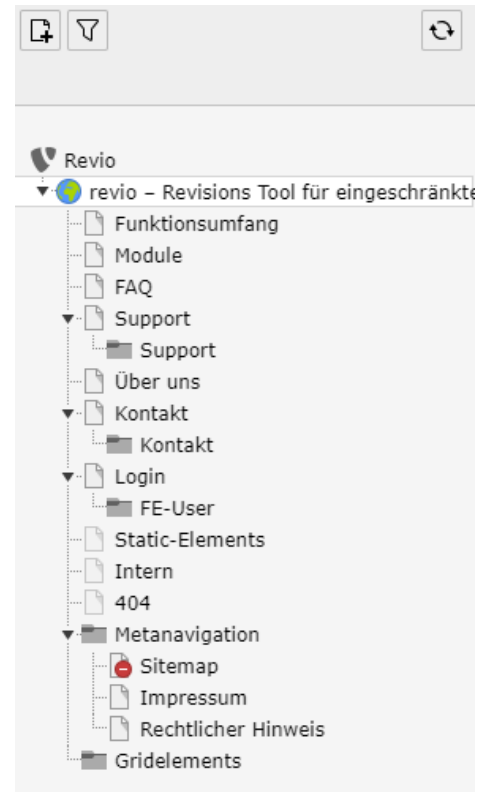 Revio
revio – Revisions Tool für eingeschränkte
Funktionsumfang
Module
FAQ
Support
Support
Über uns
Kontakt
Kontakt
Login
FE-User
Static-Elements
Intern
404
Metanavigation
Sitemap
Impressum
Rechtlicher Hinweis
Gridelements